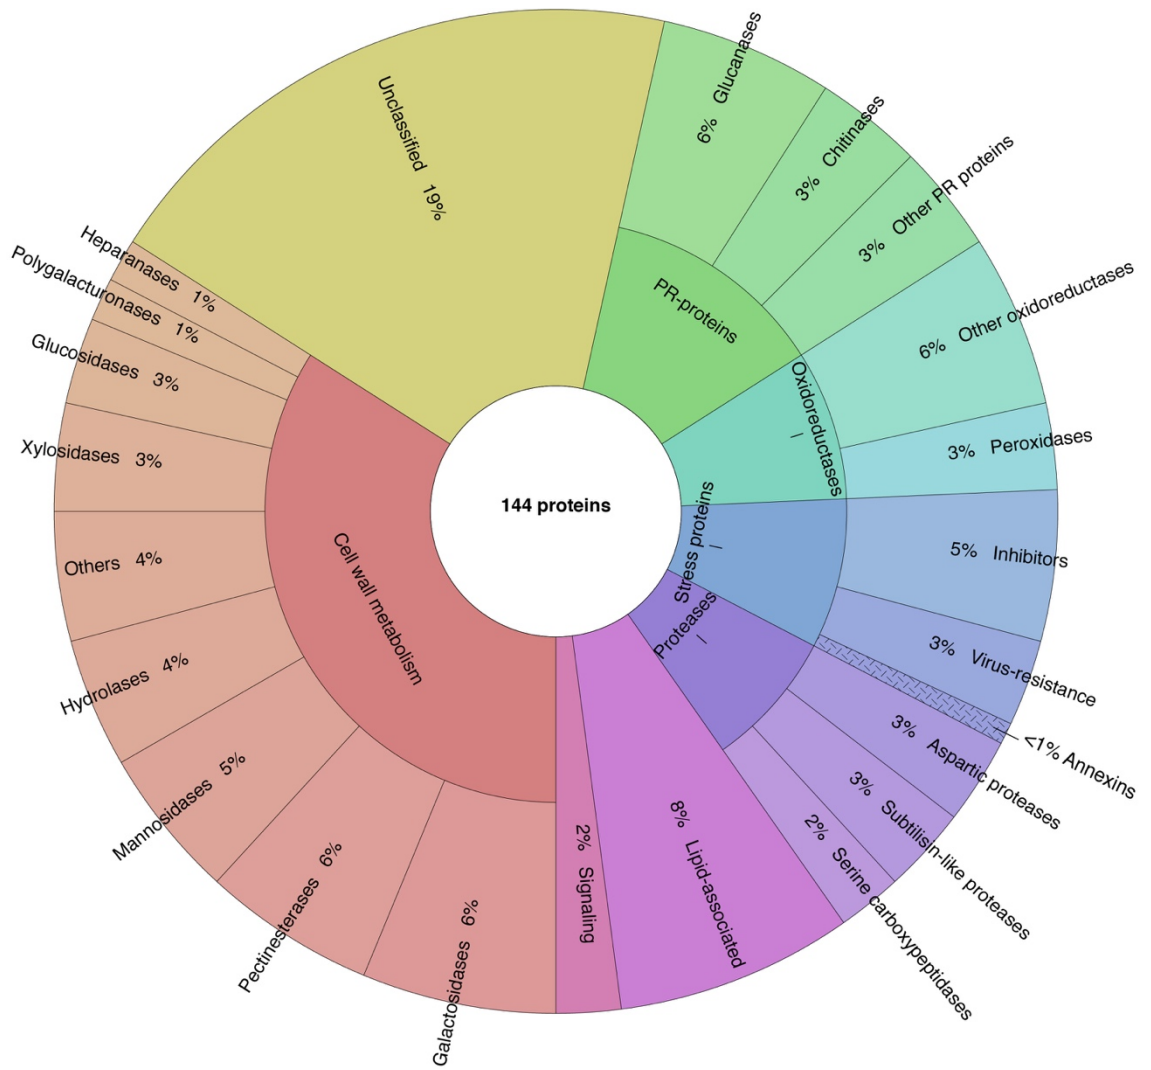 144 proteins
Unclassified 19%
PR-proteins
6% Glucanases
3% Chitinases
3% Other PR proteins
Oxidoreductases
6% Other oxidoreductases
3% Peroxidases
Stress proteins
5% Inhibitors
3% Virus-resistance
<1% Annexins
Proteases
3% Aspartic proteases
3% Subtilisin-like proteases
2% Serine carboxypeptidases
8% Lipid-associated
2% Signaling
Cell wall metabolism
Galactosidases 6%
Pectinesterases 6%
Mannosidases 5%
Hydrolases 4%
Others 4%
Xylosidases 3%
Glucosidases 3%
Polygalacturonases 1%
Heparanases 1%